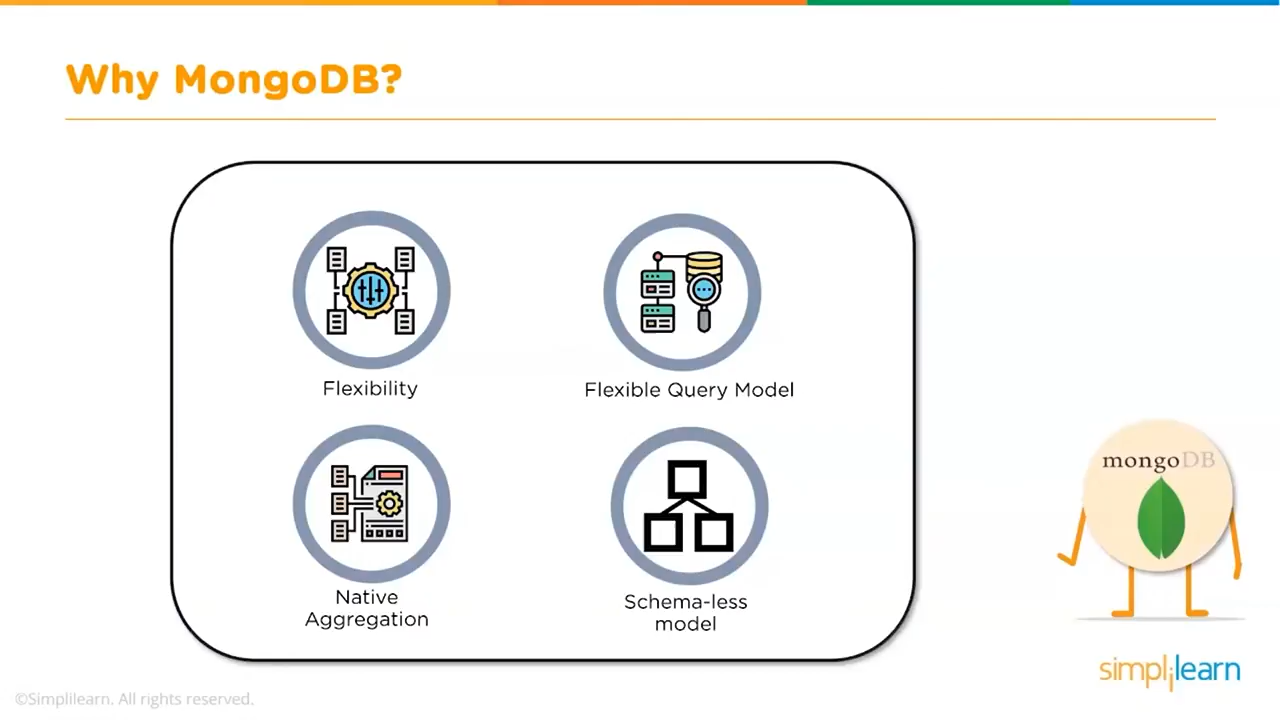 Why MongoDB?
Flexibility
Flexible Query Model
Native
Aggregation
Schema-less
model
mongoDB
simplilearn
©Simplilearn. All rights reserved.